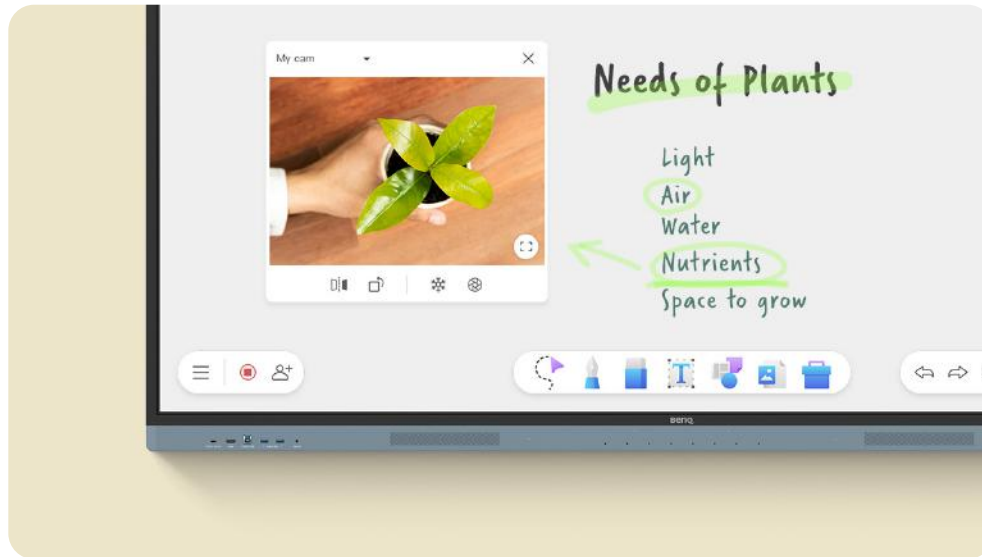 My cam
Needs of Plants
Light
Air
Water
Nutrients
Space to grow
T
BenQ